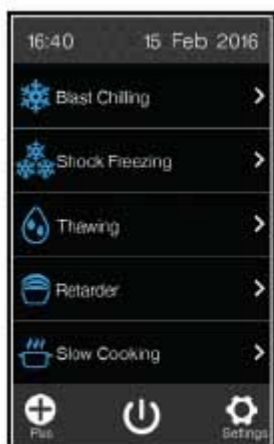 16:40 15 Feb 2016
Blast Chilling
Shock Freezing
Thawing
Retarder
Slow Cooking
Plus Settings